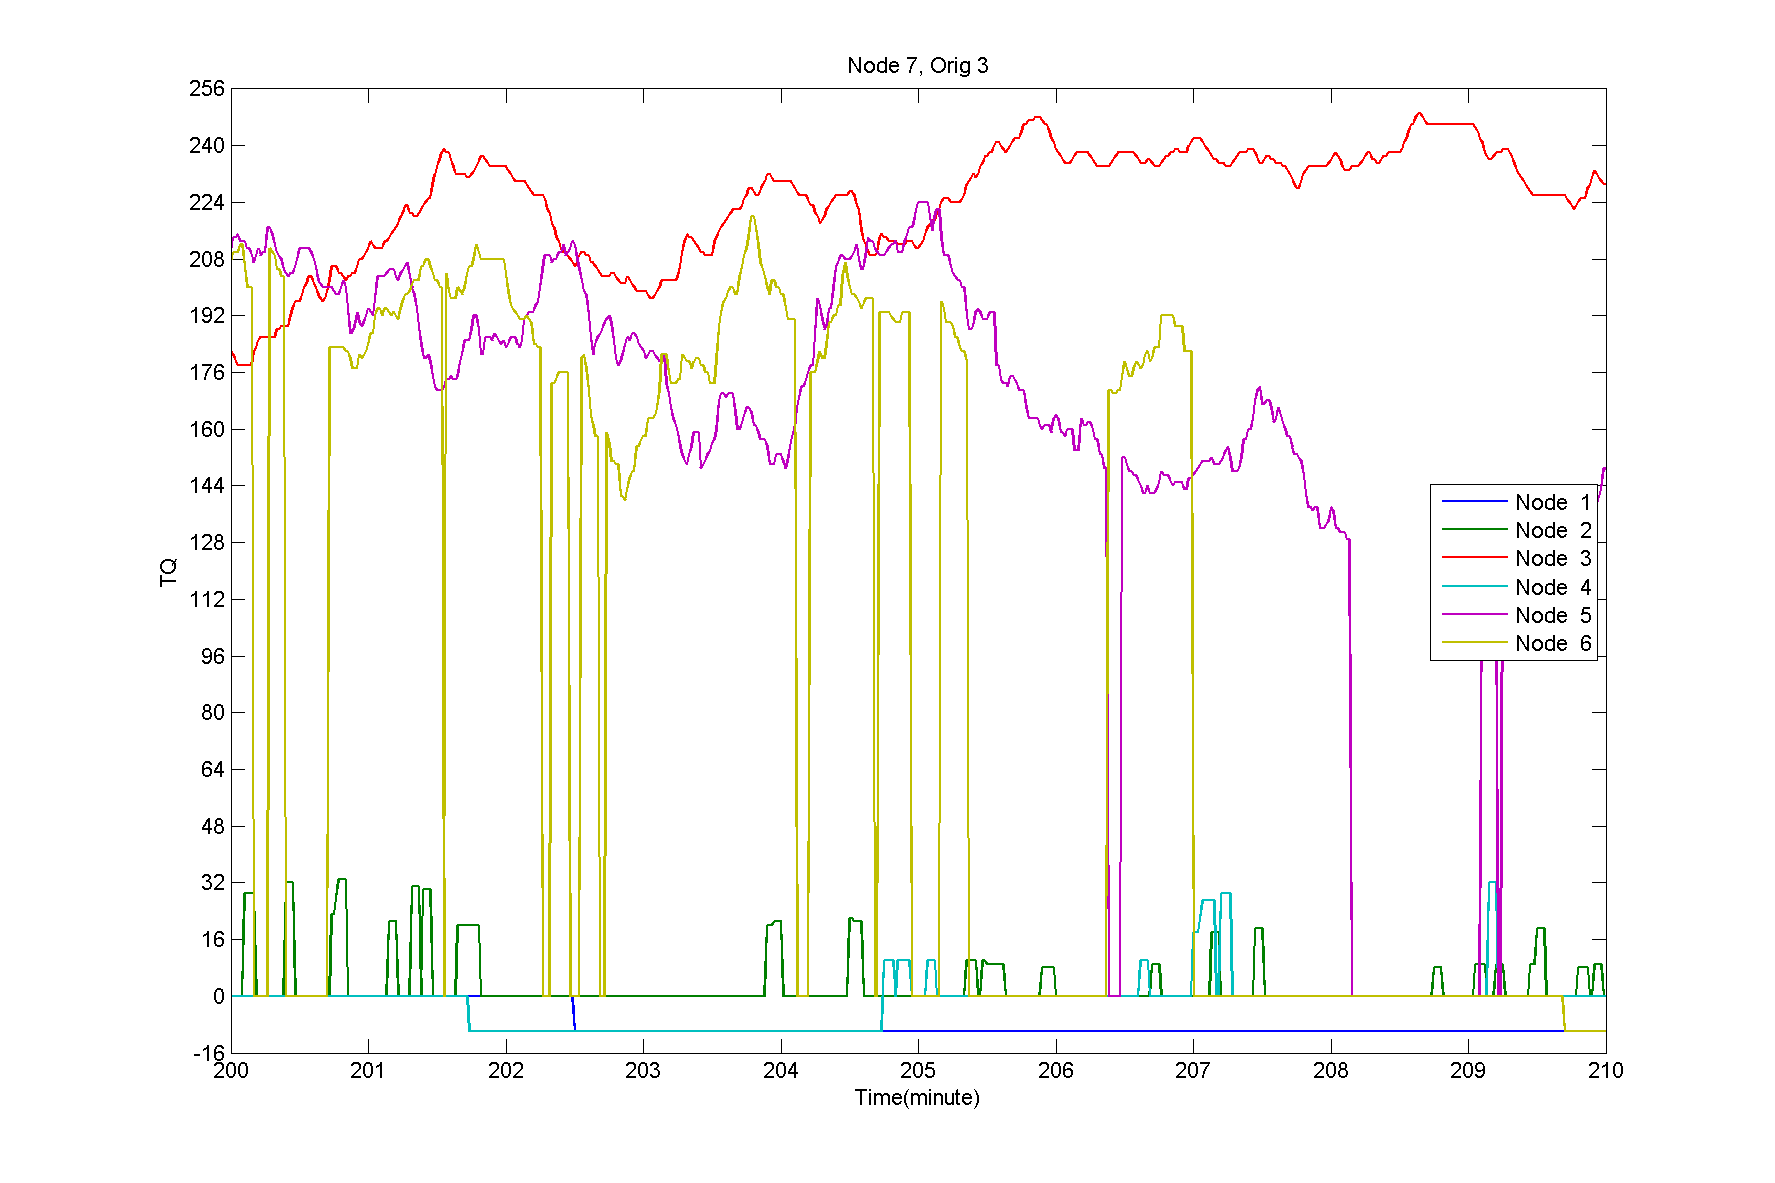 Node 7, Orig 3
256
240
224
208
192
176
160
144
128
112
96
80
64
48
32
16
0
-16
TQ
Node 1
Node 2
Node 3
Node 4
Node 5
Node 6
200 201 202 203 204 205 206 207 208 209 210
Time(minute)